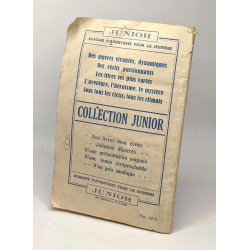 JUNIOR
ROMANS D'AVENTURES POUR LA JEUNESSE
Des œuvres vivantes, dynamiques
Des récits passionnants
Les titres les plus variés
L'aventure, l'héroïsme, le mystère
Sous tous les cieux, sous tous les climats
COLLECTION JUNIOR
Des livres bien écrits
Joliment illustrés
D'une présentation soignée
D'une tenue irréprochable
D'un prix modique
ROMANS D'AVENTURES POUR LA JEUNESSE
JUNIOR